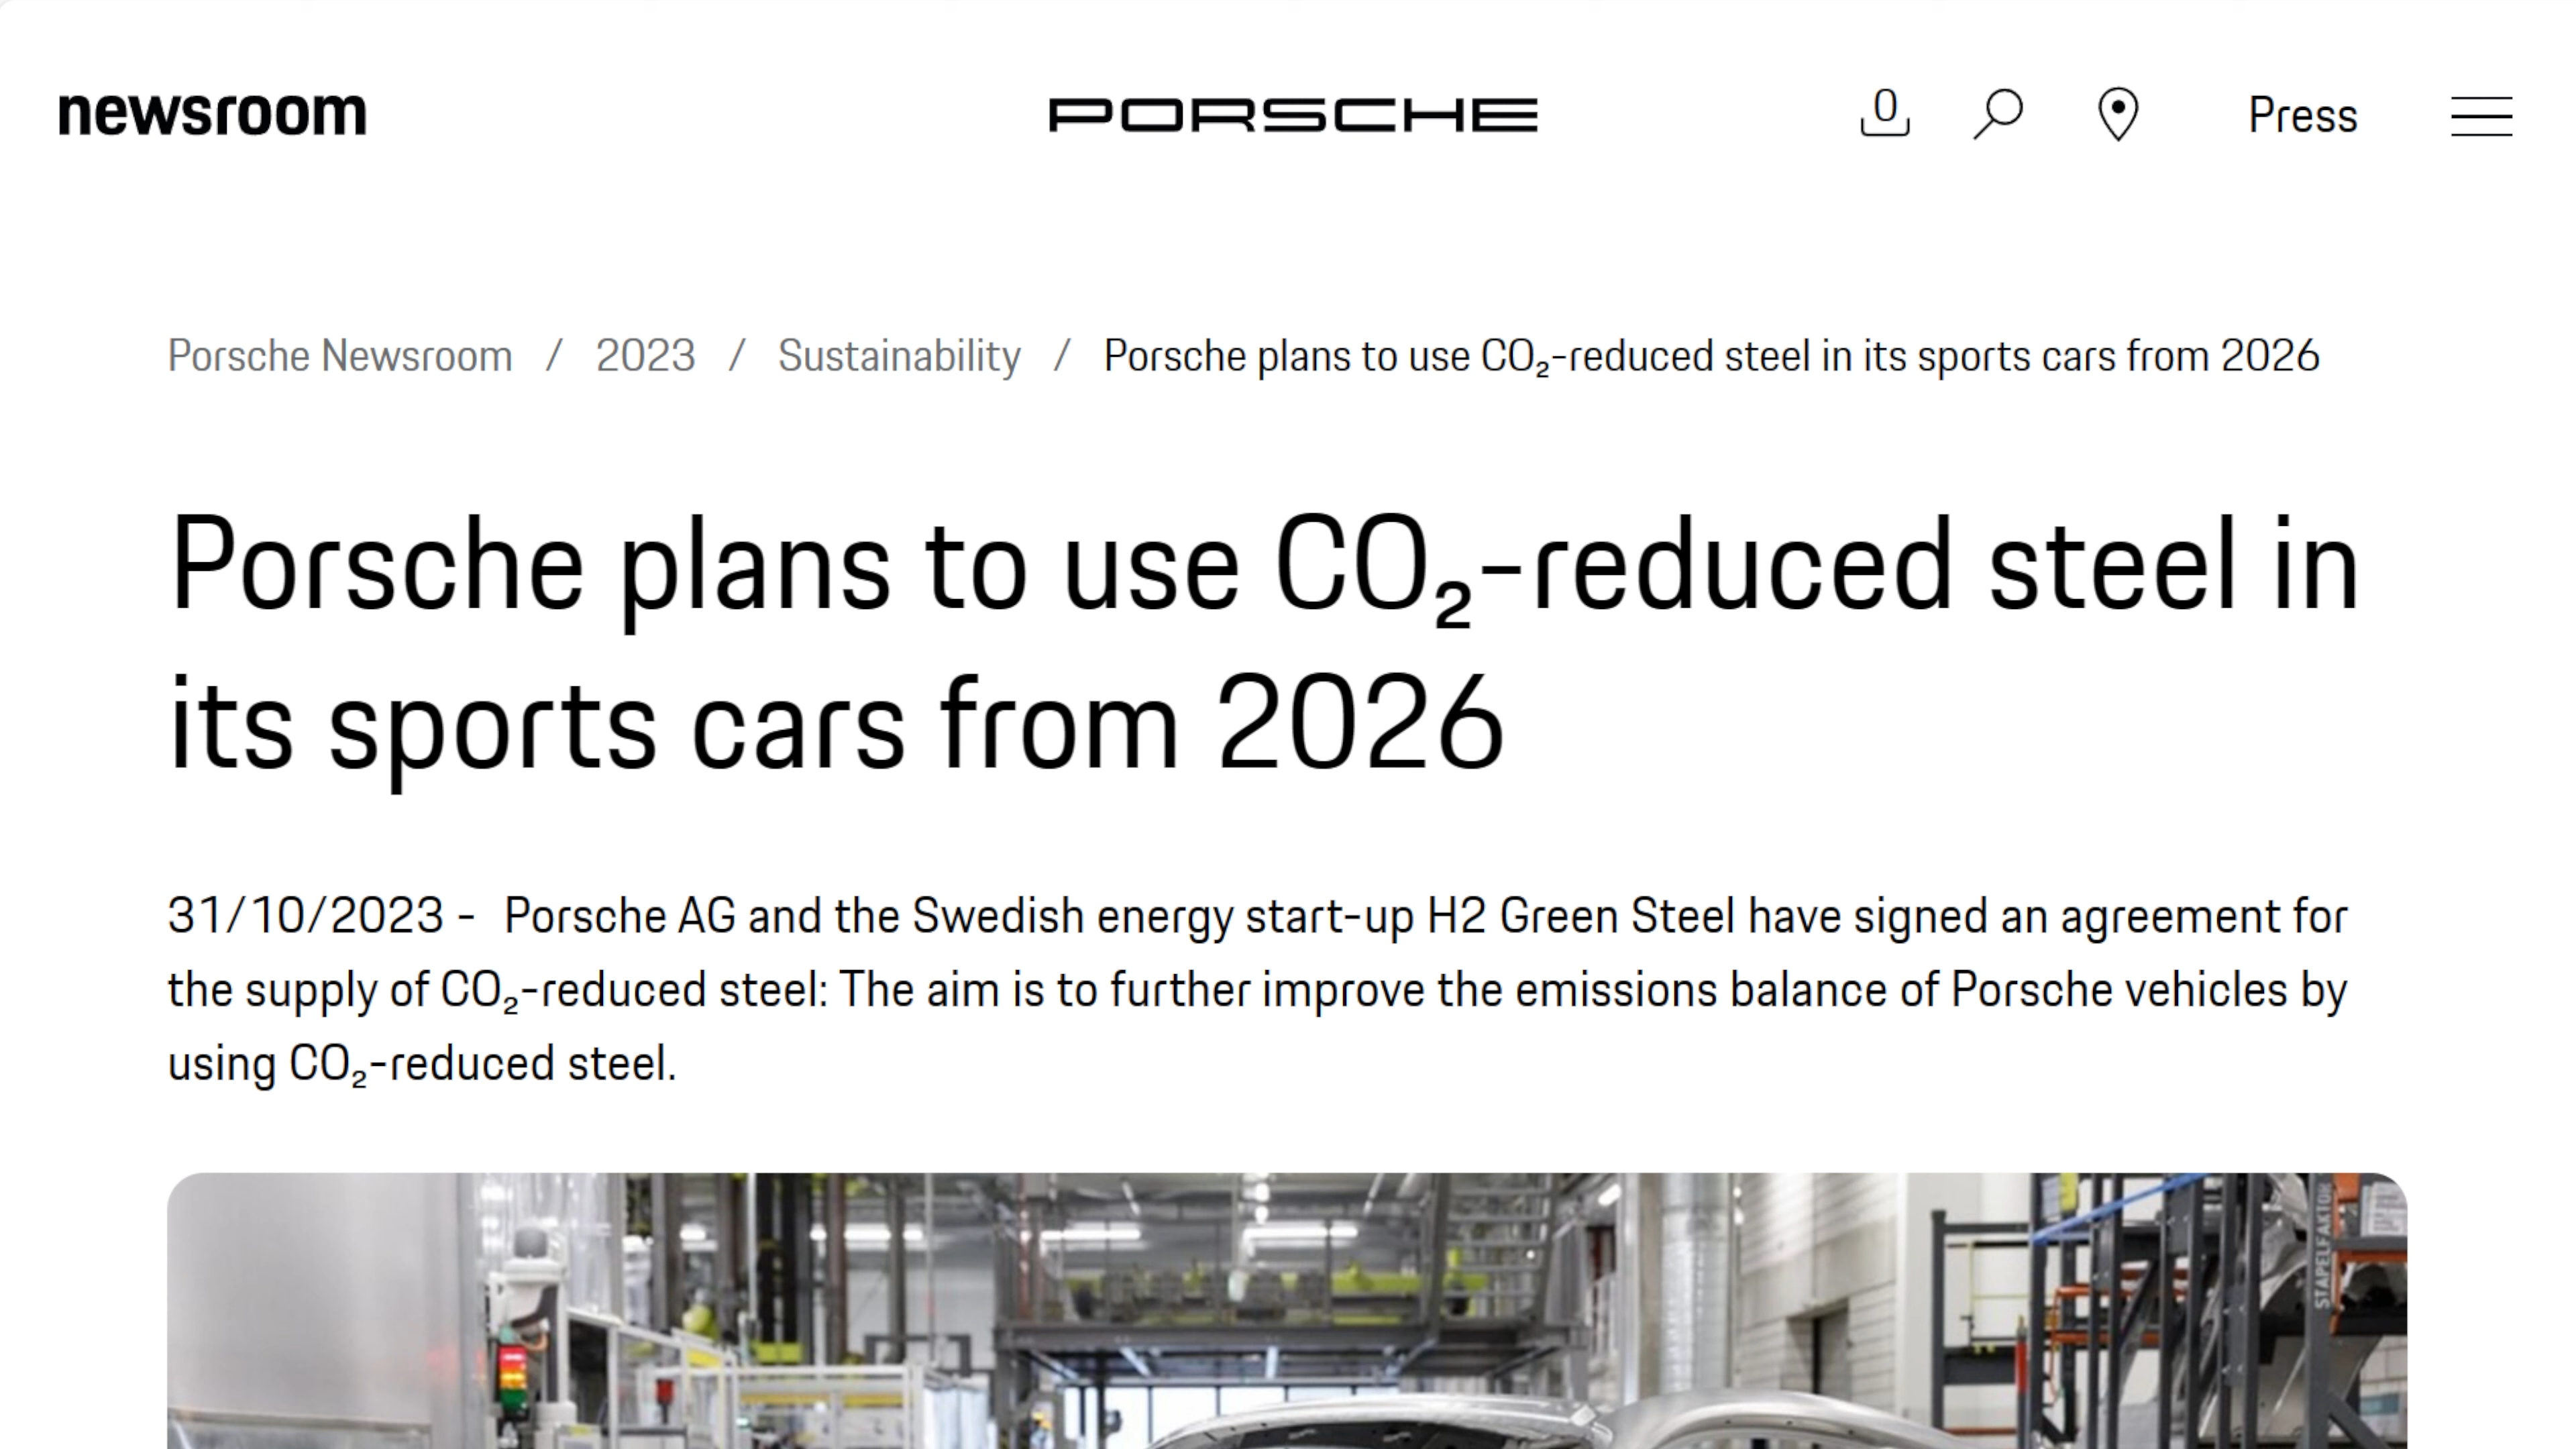 newsroom
PORSCHE
0
Press
Porsche Newsroom / 2023 / Sustainability / Porsche plans to use CO₂-reduced steel in its sports cars from 2026
Porsche plans to use CO₂-reduced steel in
its sports cars from 2026
31/10/2023 - Porsche AG and the Swedish energy start-up H2 Green Steel have signed an agreement for
the supply of CO₂-reduced steel: The aim is to further improve the emissions balance of Porsche vehicles by
using CO₂-reduced steel.
STAPELFAKTOR